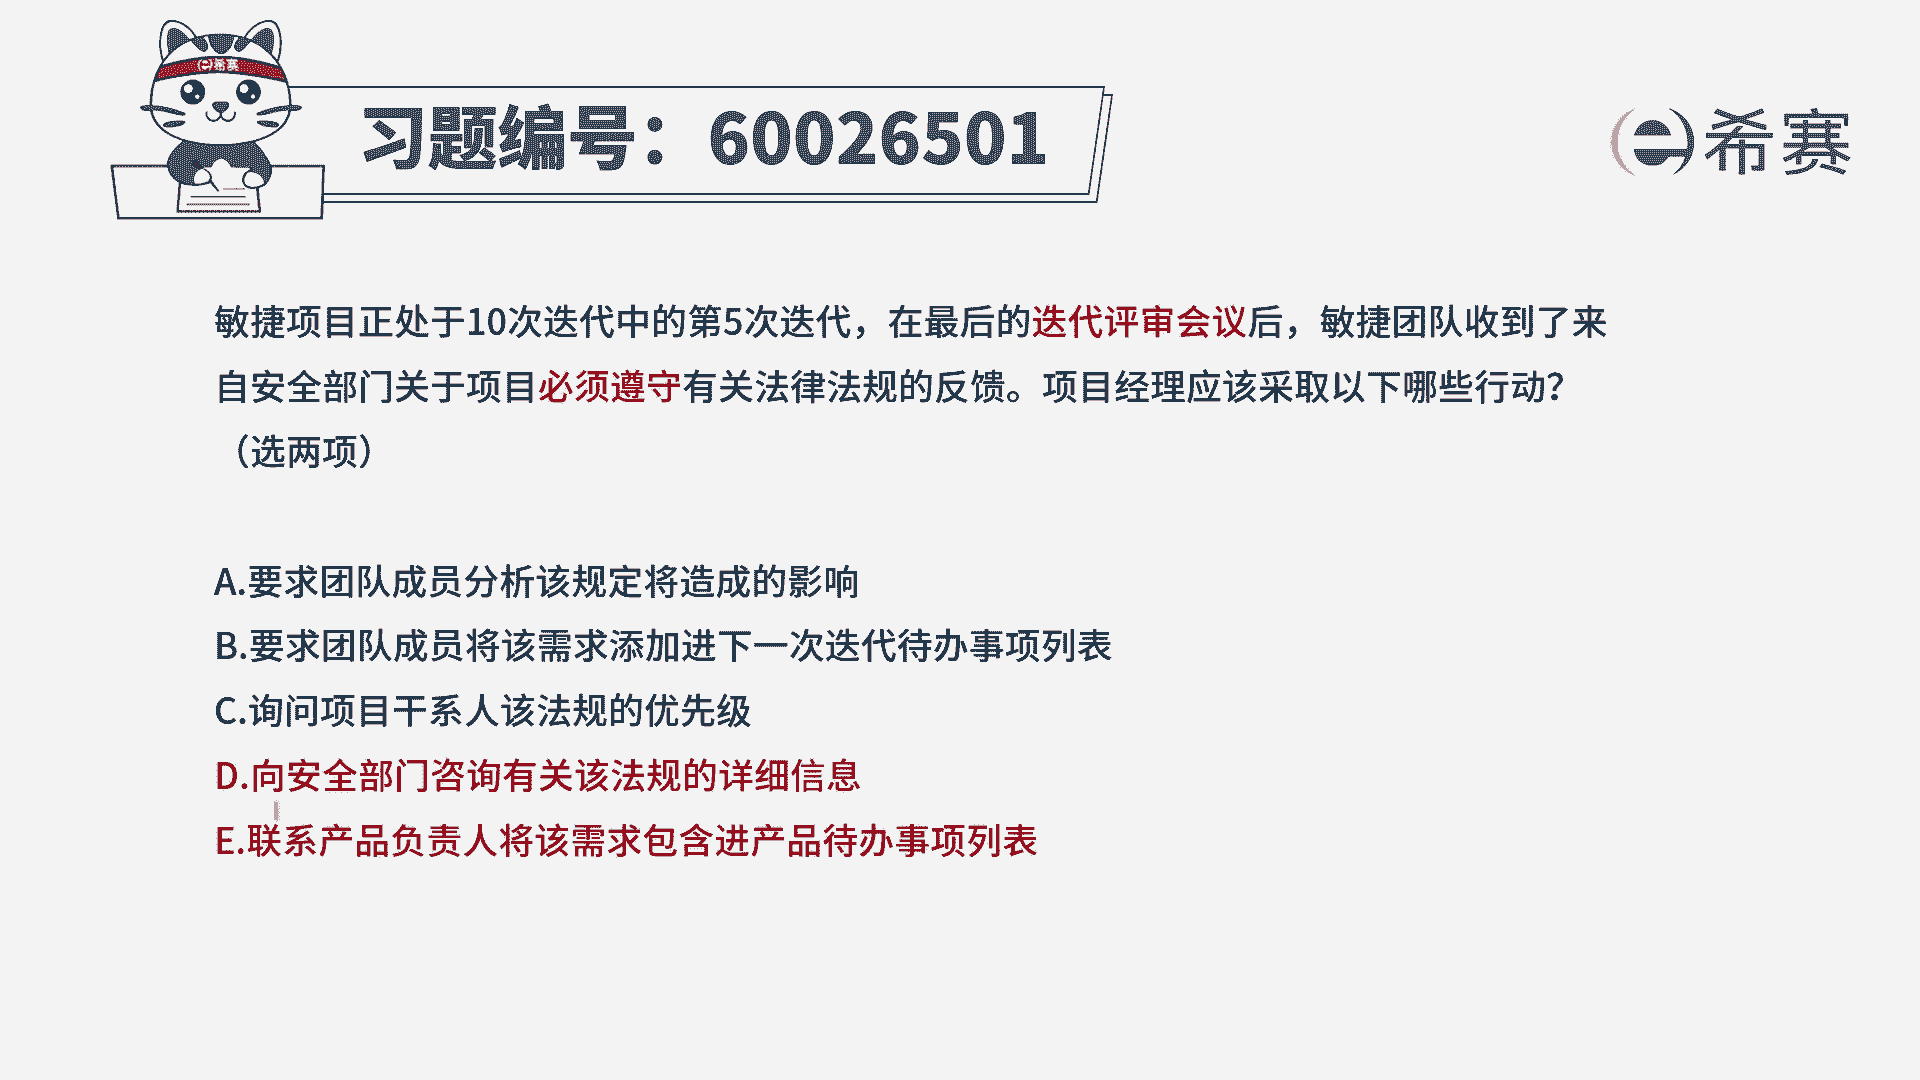 希赛
习题编号：60026501
希赛
敏捷项目正处于10次迭代中的第5次迭代，在最后的迭代评审会议后，敏捷团队收到了来
自安全部门关于项目必须遵守有关法律法规的反馈。项目经理应该采取以下哪些行动？
（选两项）
A.要求团队成员分析该规定将造成的影响
B.要求团队成员将该需求添加进下一次迭代待办事项列表
C.询问项目干系人该法规的优先级
D.向安全部门咨询有关该法规的详细信息
E.联系产品负责人将该需求包含进产品待办事项列表